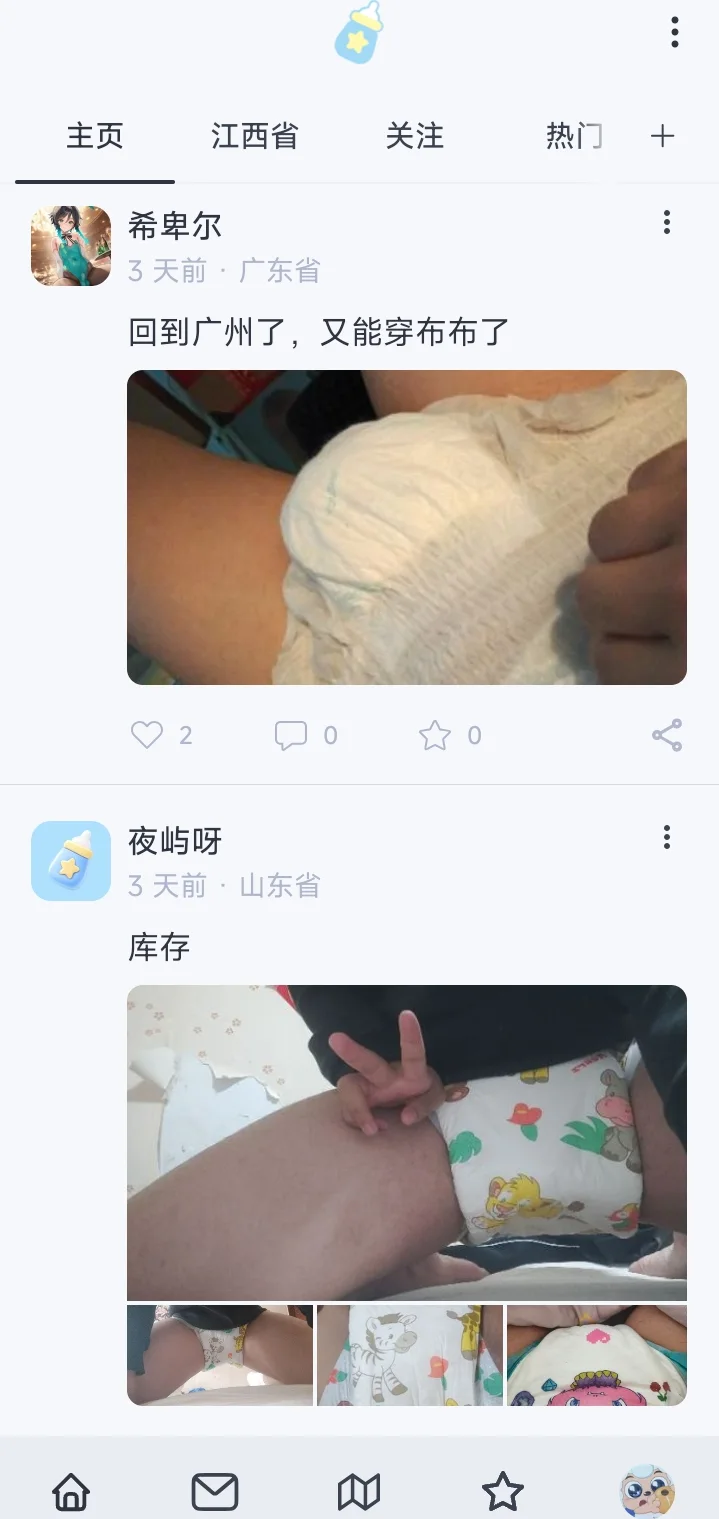 主页 江西省 关注 热门
希卑尔
3 天前 · 广东省
回到广州了，又能穿布布了
2 0 0
夜屿呀
3 天前 · 山东省
库存